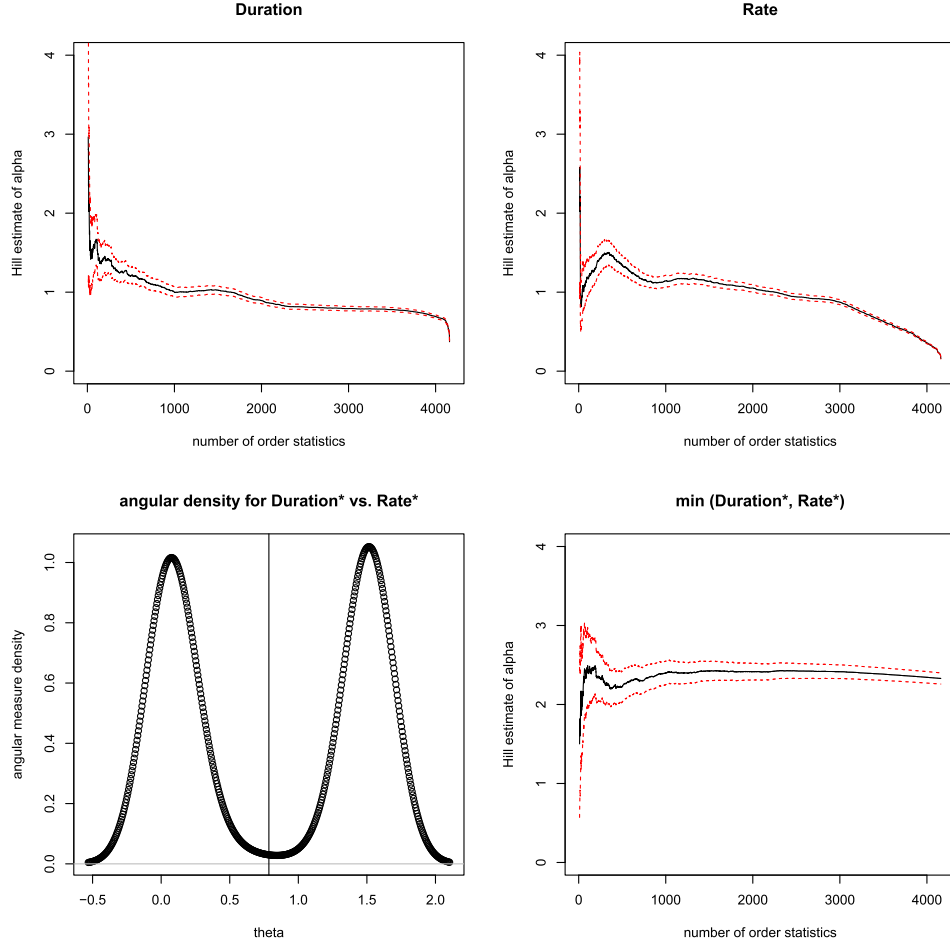 Duration
Hill estimate of alpha
4
3
2
1
0
0 1000 2000 3000 4000
number of order statistics
Rate
Hill estimate of alpha
4
3
2
1
0
0 1000 2000 3000 4000
number of order statistics
angular density for Duration* vs. Rate*
angular measure density
1.0
0.8
0.6
0.4
0.2
0.0
−0.5 0.0 0.5 1.0 1.5 2.0
theta
min (Duration*, Rate*)
Hill estimate of alpha
4
3
2
1
0
0 1000 2000 3000 4000
number of order statistics